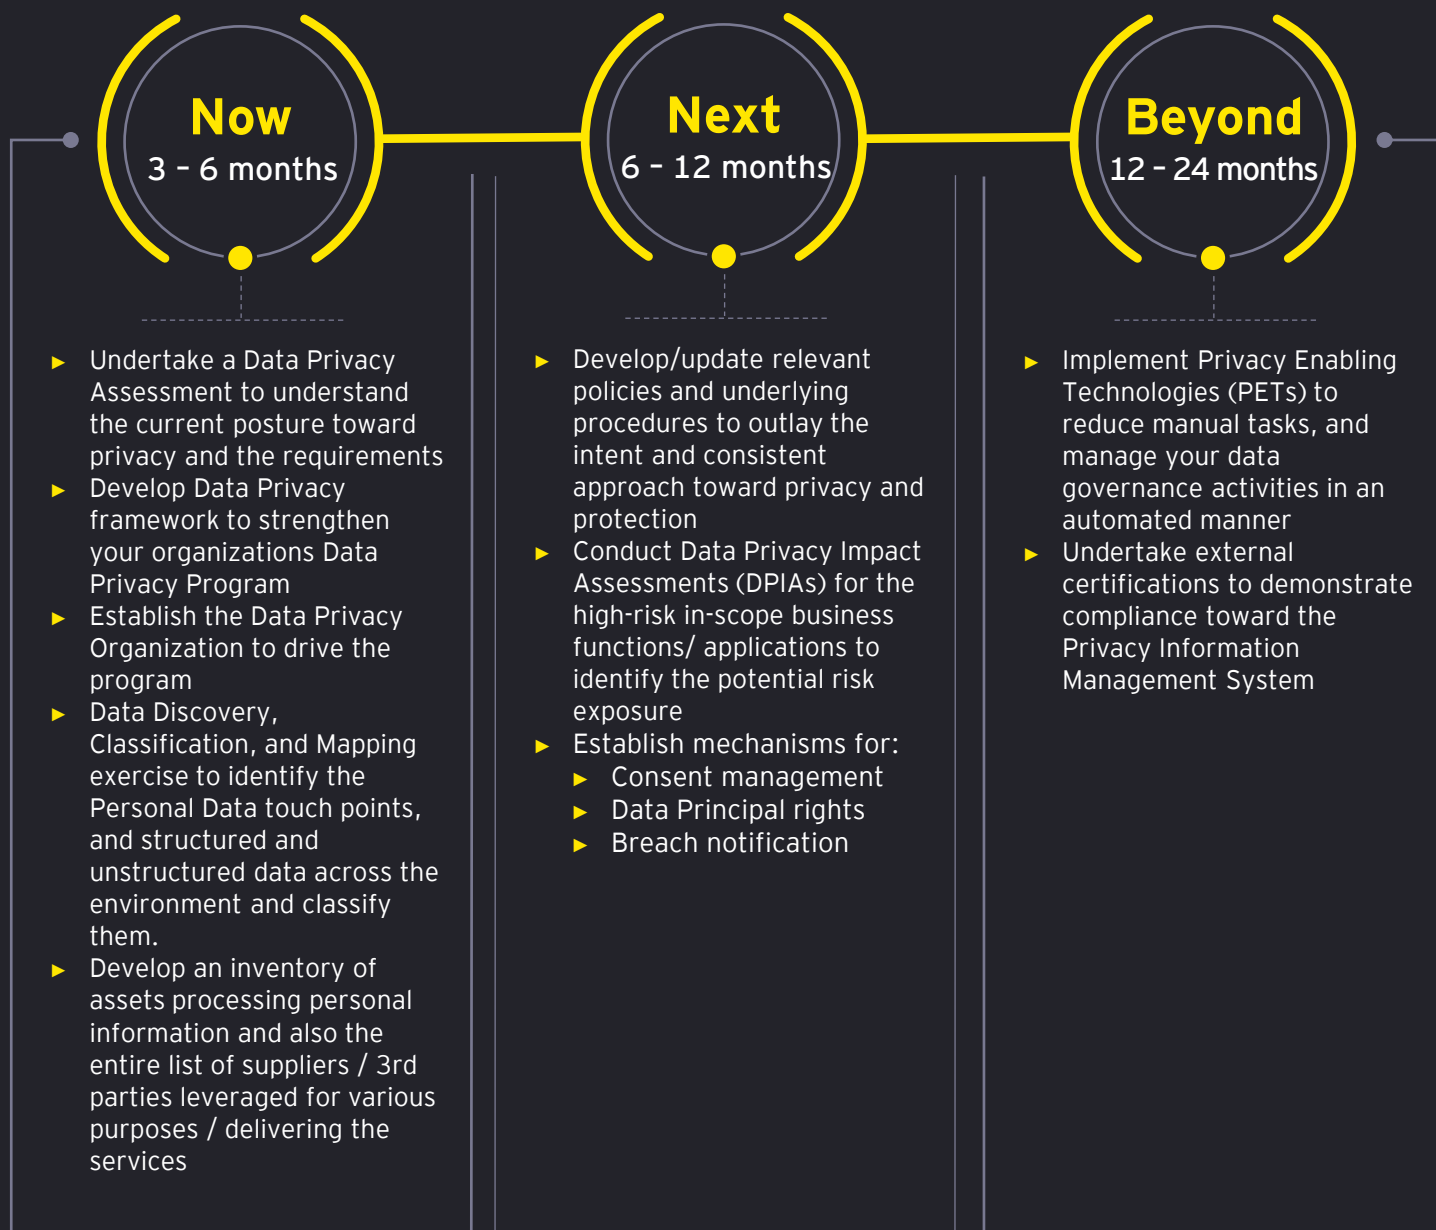 Now
3 – 6 months
► Undertake a Data Privacy
Assessment to understand
the current posture toward
privacy and the requirements
► Develop Data Privacy
framework to strengthen
your organizations Data
Privacy Program
► Establish the Data Privacy
Organization to drive the
program
► Data Discovery,
Classification, and Mapping
exercise to identify the
Personal Data touch points,
and structured and
unstructured data across the
environment and classify
them.
► Develop an inventory of
assets processing personal
information and also the
entire list of suppliers / 3rd
parties leveraged for various
purposes / delivering the
services
Next
6 – 12 months
► Develop/update relevant
policies and underlying
procedures to outlay the
intent and consistent
approach toward privacy and
protection
► Conduct Data Privacy Impact
Assessments (DPIAs) for the
high-risk in-scope business
functions/ applications to
identify the potential risk
exposure
► Establish mechanisms for:
► Consent management
► Data Principal rights
► Breach notification
Beyond
12 – 24 months
► Implement Privacy Enabling
Technologies (PETs) to
reduce manual tasks, and
manage your data
governance activities in an
automated manner
► Undertake external
certifications to demonstrate
compliance toward the
Privacy Information
Management System